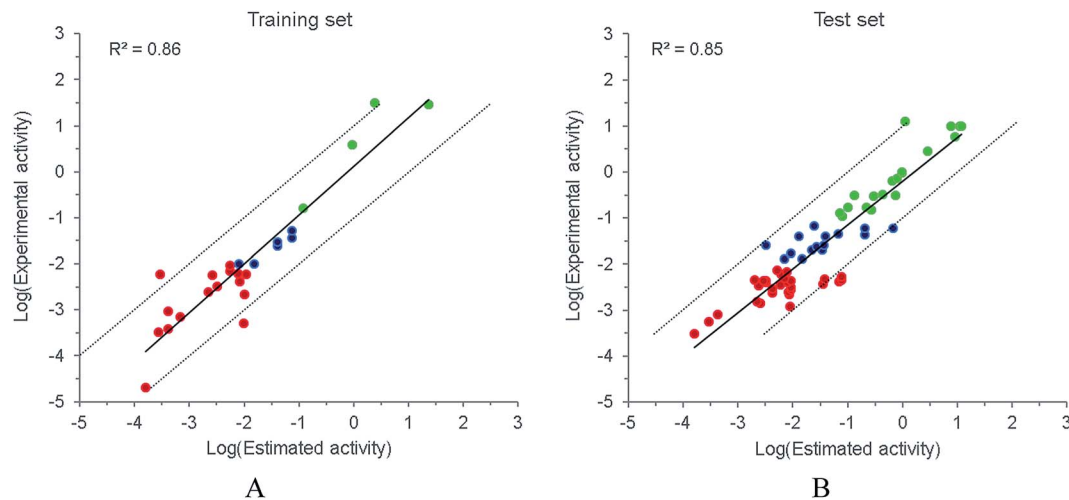 Training set
R² = 0.86
3
2
1
0
-1
-2
-3
-4
-5
Log(Experimental activity)
-5 -4 -3 -2 -1 0 1 2 3
Log(Estimated activity)
A
Test set
R² = 0.85
3
2
1
0
-1
-2
-3
-4
-5
Log(Experimental activity)
-5 -4 -3 -2 -1 0 1 2 3
Log(Estimated activity)
B